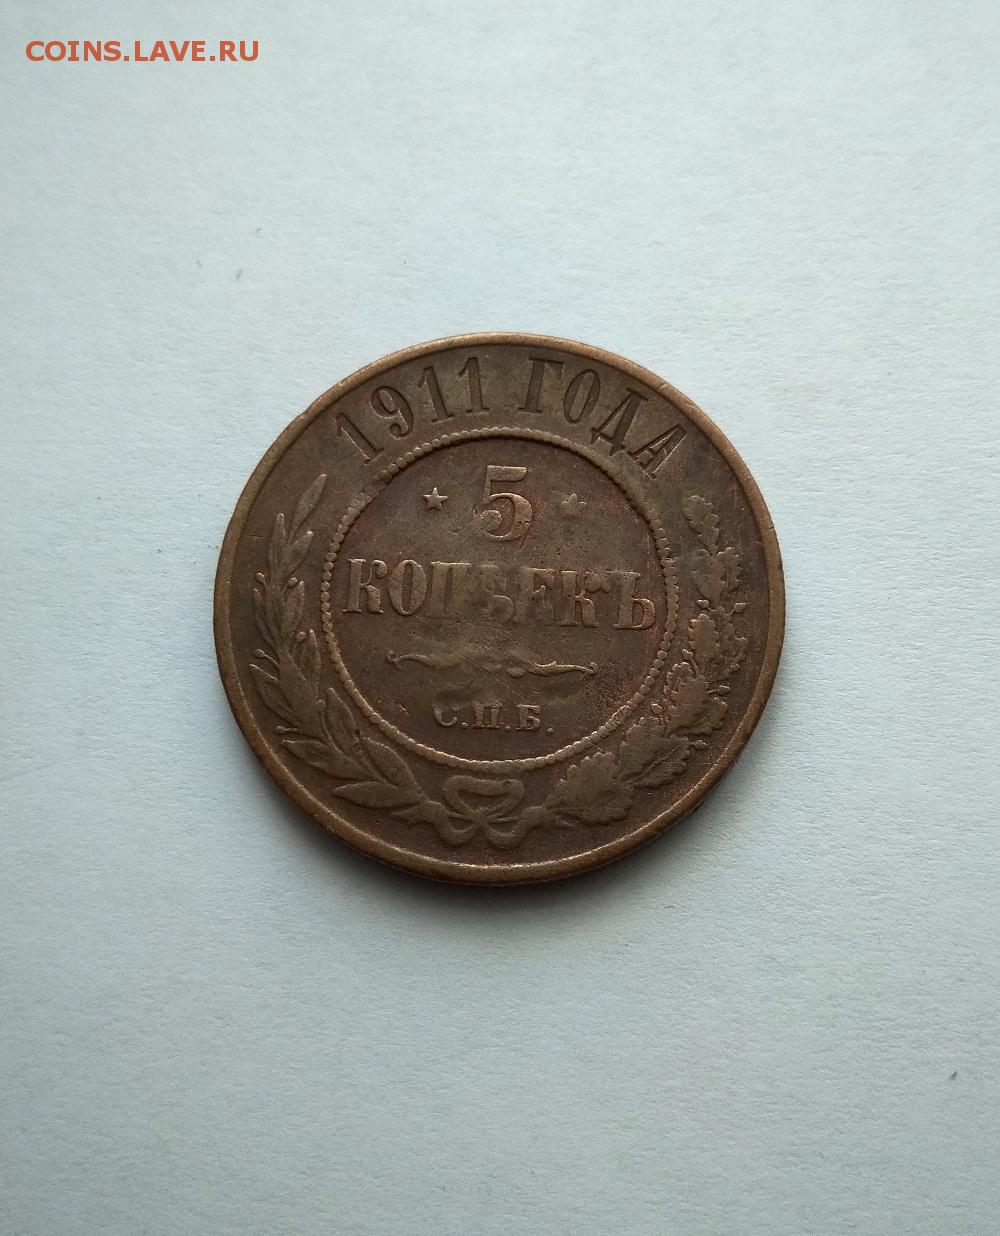 COINS.LAVE.RU
1911 ГОДА
5
КОПѢЕКЪ
С.П.Б.